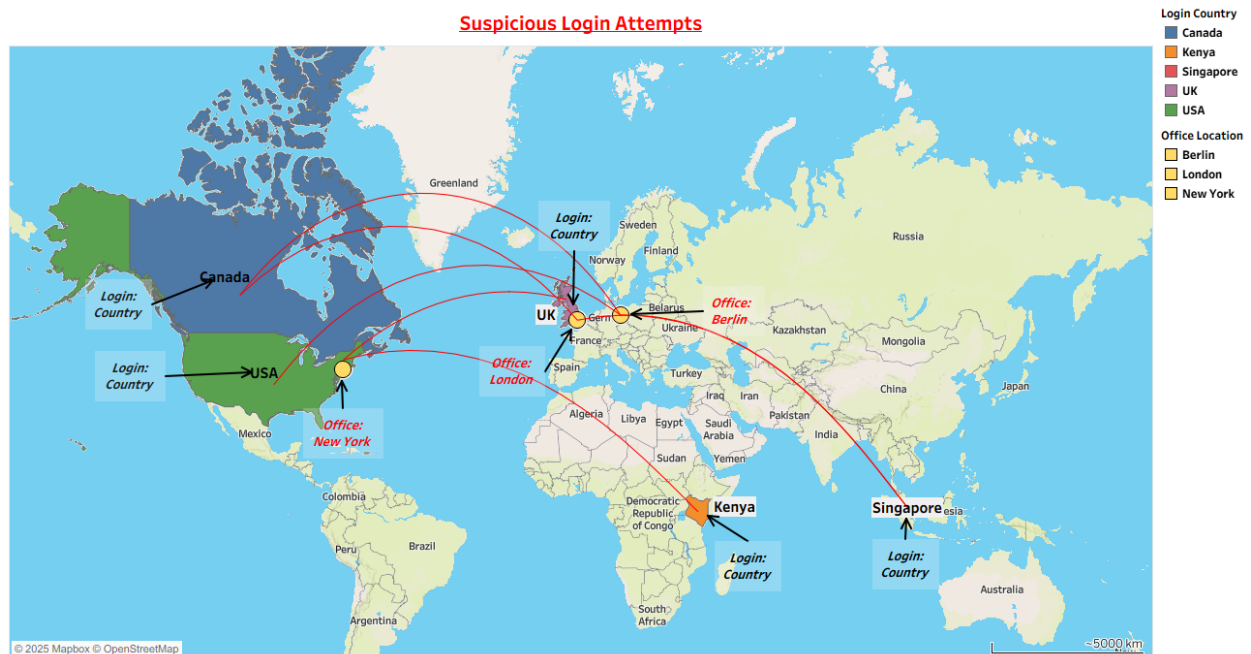 Suspicious Login Attempts
Login Country
Canada
Kenya
Singapore
UK
USA
Office Location
Berlin
London
New York
Greenland
Login:
Country
Sweden
Finland
Norway
Russia
Canada
Login:
Country
UK
Germ
Belarus
Office:
Berlin
Ukraine
Kazakhstan
Mongolia
France
Office:
London
Spain
Turkey
USA
Login:
Country
China
Japan
Iraq
Iran
Pakistan
Algeria
Libya
Egypt
Saudi
Arabia
India
Office:
New York
Mexico
Sudan
Yemen
Colombia
Democratic
Republic
of Congo
Kenya
Singapore
esia
Peru
Brazil
Login:
Country
Login:
Country
Australia
South
Africa
Argentina
~5000 km
© 2025 Mapbox © OpenStreetMap